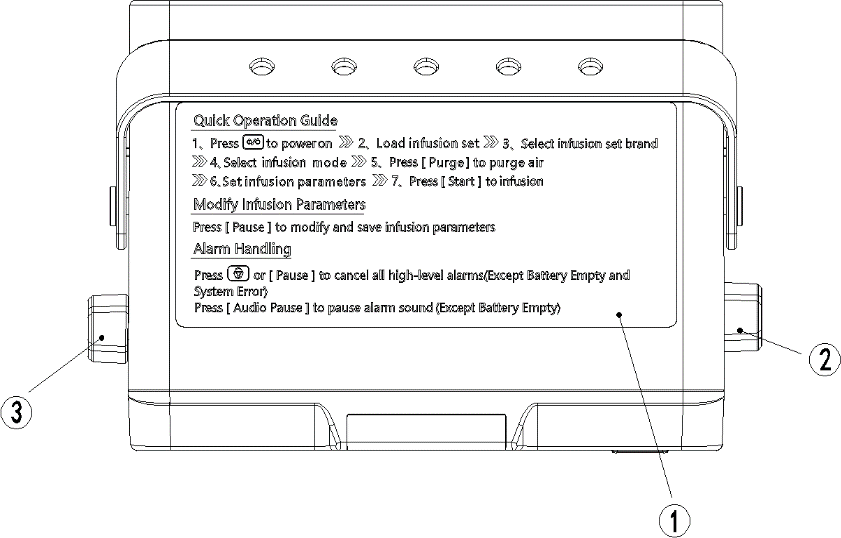 Quick Operation Guide
1、Press to power on 》 2、Load infusion set 》 3、Select infusion set brand
》 4、Select infusion mode 》 5、Press [ Purge ] to purge air
》 6、Set infusion parameters 》 7、Press [ Start ] to infusion
Modify Infusion Parameters
Press [ Pause ] to modify and save infusion parameters
Alarm Handling
Press or [ Pause ] to cancel all high-level alarms(Except Battery Empty and
System Error)
Press [ Audio Pause ] to pause alarm sound (Except Battery Empty)
2
3
1